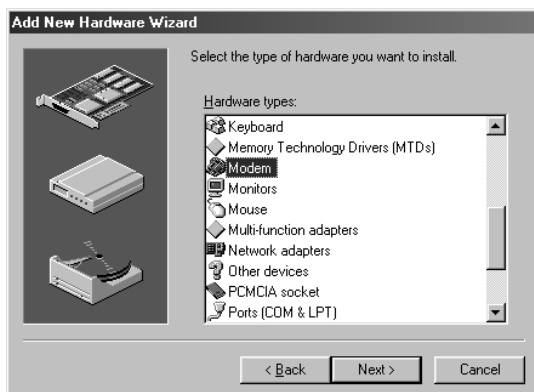 Add New Hardware Wizard
Select the type of hardware you want to install.
Hardware types:
Keyboard
Memory Technology Drivers (MTDs)
Modem
Monitors
Mouse
Multi-function adapters
Network adapters
Other devices
PCMCIA socket
Ports (COM & LPT)
< Back
Next >
Cancel